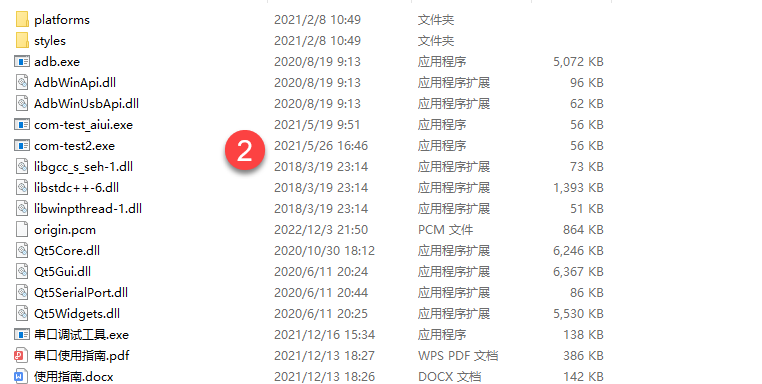 platforms 2021/2/8 10:49 文件夹
styles 2021/2/8 10:49 文件夹
adb.exe 2020/8/19 9:13 应用程序 5,072 KB
AdbWinApi.dll 2020/8/19 9:13 应用程序扩展 96 KB
AdbWinUsbApi.dll 2020/8/19 9:13 应用程序扩展 62 KB
com-test_aiui.exe 2021/5/19 9:51 应用程序 56 KB
com-test2.exe 2021/5/26 16:46 应用程序 56 KB
2
libgcc_s_seh-1.dll 2018/3/19 23:14 应用程序扩展 73 KB
libstdc++-6.dll 2018/3/19 23:14 应用程序扩展 1,393 KB
libwinpthread-1.dll 2018/3/19 23:14 应用程序扩展 51 KB
origin.pcm 2022/12/3 21:50 PCM 文件 864 KB
Qt5Core.dll 2020/10/30 18:12 应用程序扩展 6,246 KB
Qt5Gui.dll 2020/6/11 20:24 应用程序扩展 6,367 KB
Qt5SerialPort.dll 2020/6/11 20:44 应用程序扩展 86 KB
Qt5Widgets.dll 2020/6/11 20:25 应用程序扩展 5,530 KB
串口调试工具.exe 2021/12/16 15:34 应用程序 138 KB
串口使用指南.pdf 2021/12/13 18:27 WPS PDF 文档 386 KB
使用指南.docx 2021/12/13 18:26 DOCX 文档 142 KB